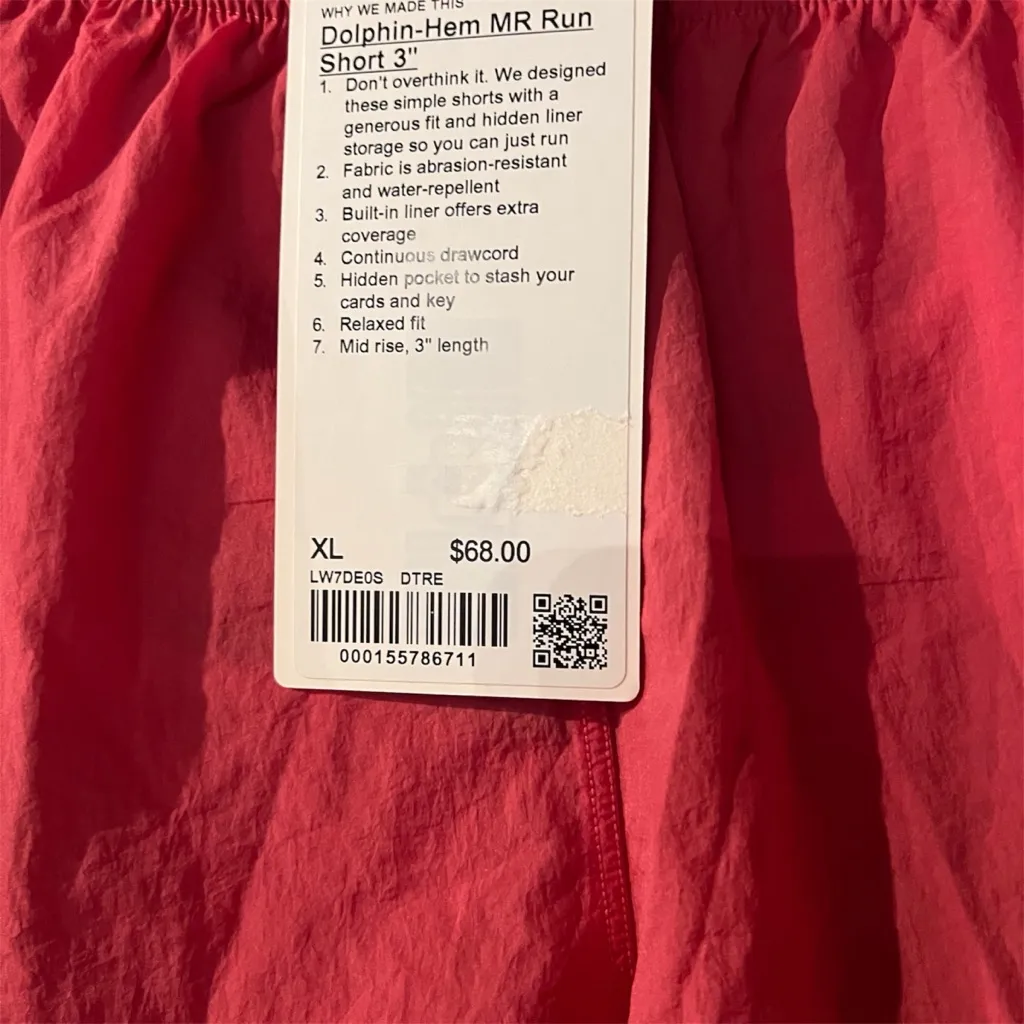 WHY WE MADE THIS
Dolphin-Hem MR Run
Short 3"
1. Don't overthink it. We designed
these simple shorts with a
generous fit and hidden liner
storage so you can just run
2. Fabric is abrasion-resistant
and water-repellent
3. Built-in liner offers extra
coverage
4. Continuous drawcord
5. Hidden pocket to stash your
cards and key
6. Relaxed fit
7. Mid rise, 3" length
XL $68.00
LW7DE0S DTRE
000155786711